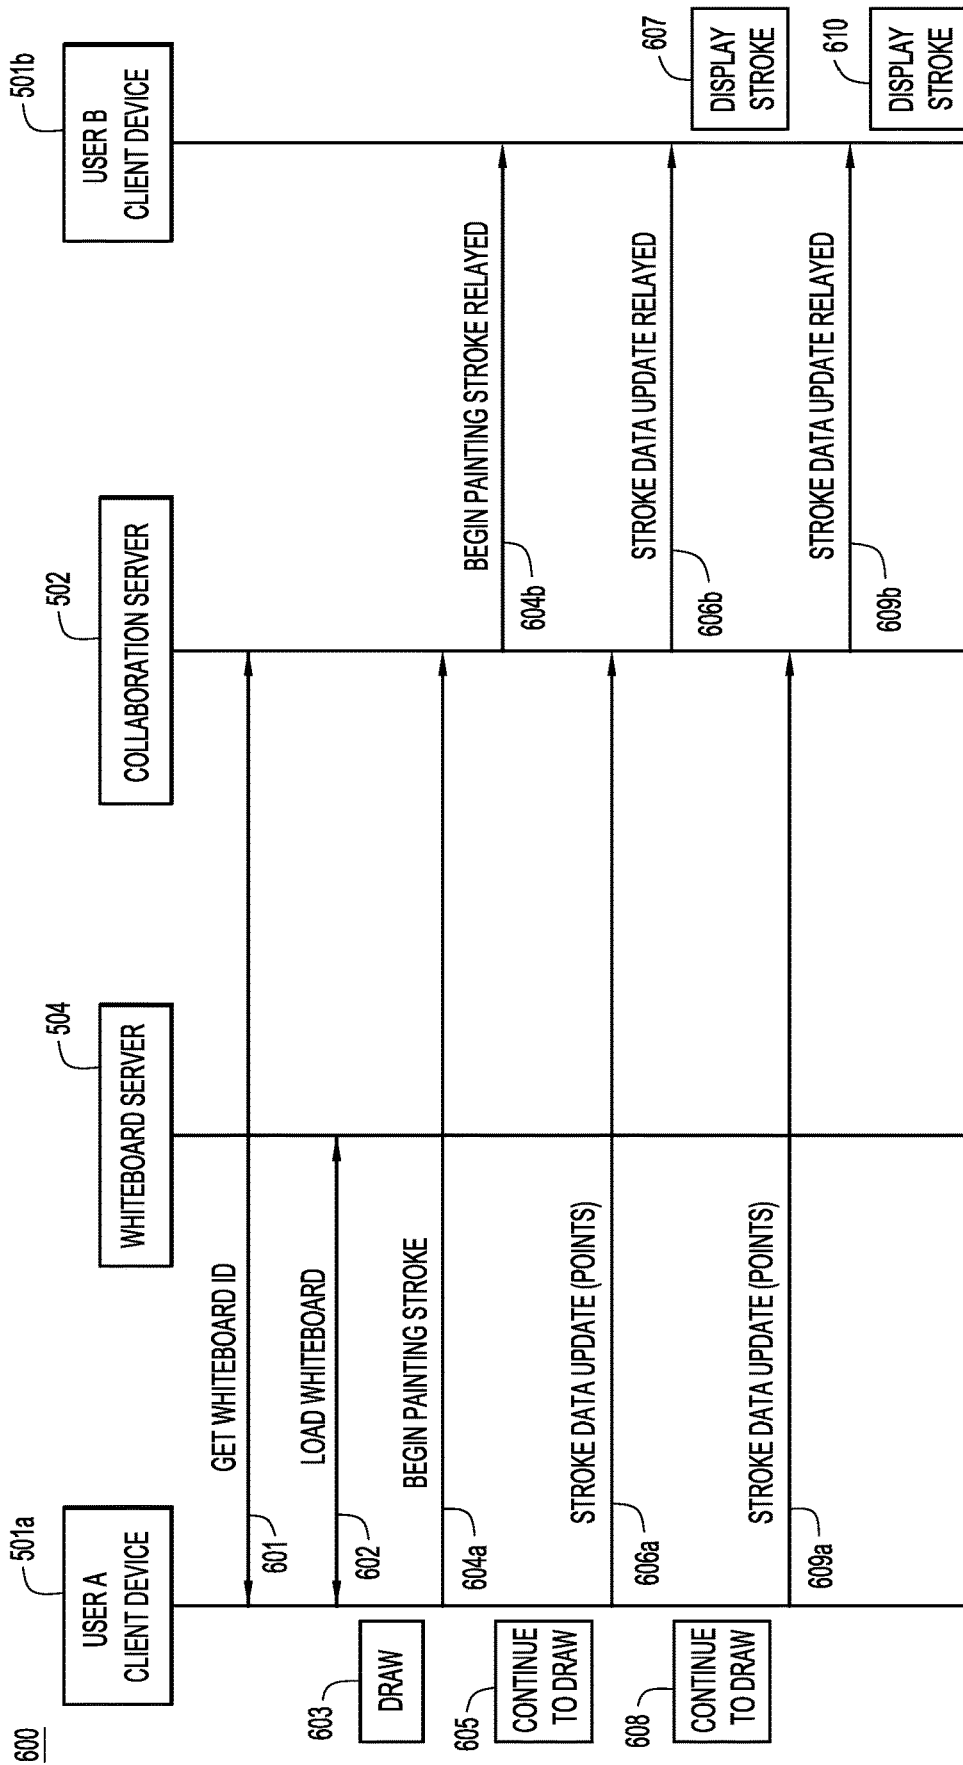 600
USER A
CLIENT DEVICE
501a
WHITEBOARD SERVER
504
COLLABORATION SERVER
502
USER B
CLIENT DEVICE
501b
GET WHITEBOARD ID
601
LOAD WHITEBOARD
602
603
DRAW
BEGIN PAINTING STROKE
604a
BEGIN PAINTING STROKE RELAYED
604b
605
CONTINUE
TO DRAW
STROKE DATA UPDATE (POINTS)
606a
STROKE DATA UPDATE RELAYED
606b
607
DISPLAY
STROKE
608
CONTINUE
TO DRAW
STROKE DATA UPDATE (POINTS)
609a
STROKE DATA UPDATE RELAYED
609b
610
DISPLAY
STROKE